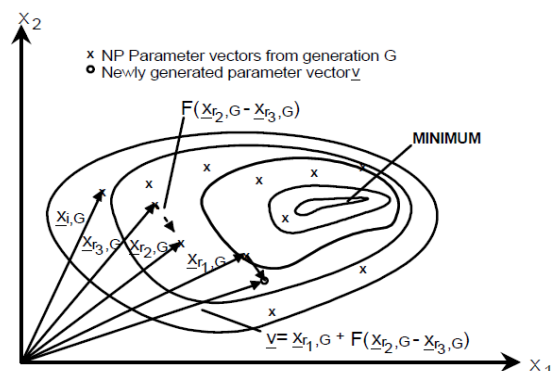 X2
x NP Parameter vectors from generation G
o Newly generated parameter vector v
F(xr2,G - xr3,G)
MINIMUM
xi,G
xr3,G
xr2,G
xr1,G
v= xr1,G + F(xr2,G - xr3,G)
X1